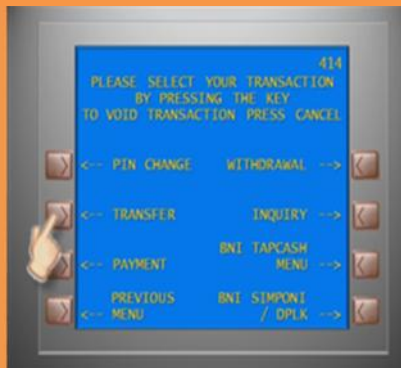 414
PLEASE SELECT YOUR TRANSACTION
BY PRESSING THE KEY
TO VOID TRANSACTION PRESS CANCEL
<-- PIN CHANGE WITHDRAWAL -->
<-- TRANSFER INQUIRY -->
BNI TAPCASH
<-- PAYMENT MENU -->
PREVIOUS BNI SIMPONI
<-- MENU / DPLK -->